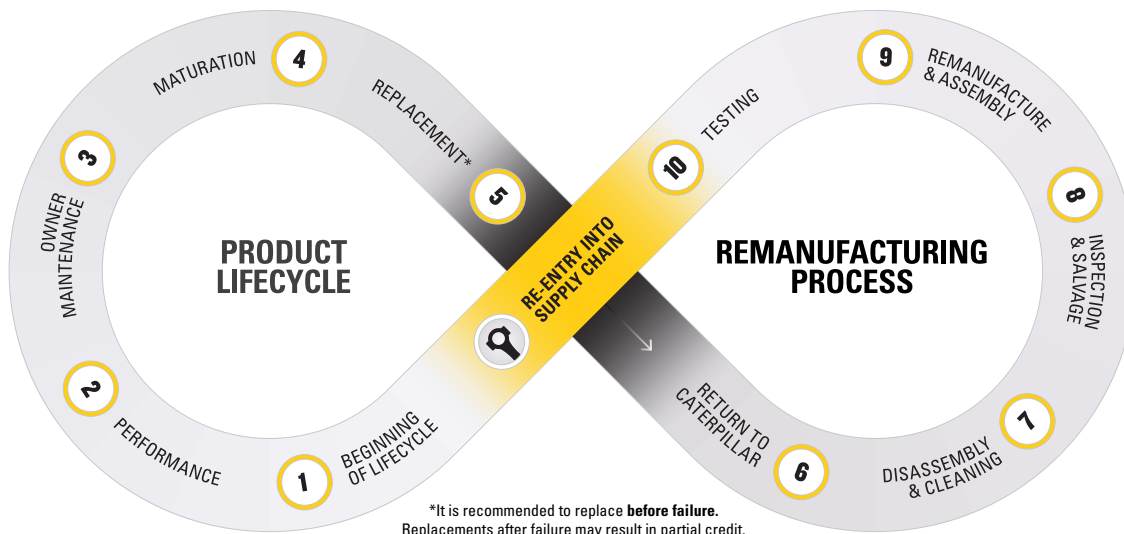 PRODUCT
LIFECYCLE
1
BEGINNING
OF LIFECYCLE
2
PERFORMANCE
3
OWNER
MAINTENANCE
4
MATURATION
5
REPLACEMENT*
REMANUFACTURING
PROCESS
6
RETURN TO
CATERPILLAR
7
DISASSEMBLY
& CLEANING
8
INSPECTION
& SALVAGE
9
REMANUFACTURE
& ASSEMBLY
10
TESTING
RE-ENTRY INTO
SUPPLY CHAIN
*It is recommended to replace before failure.
Replacements after failure may result in partial credit.